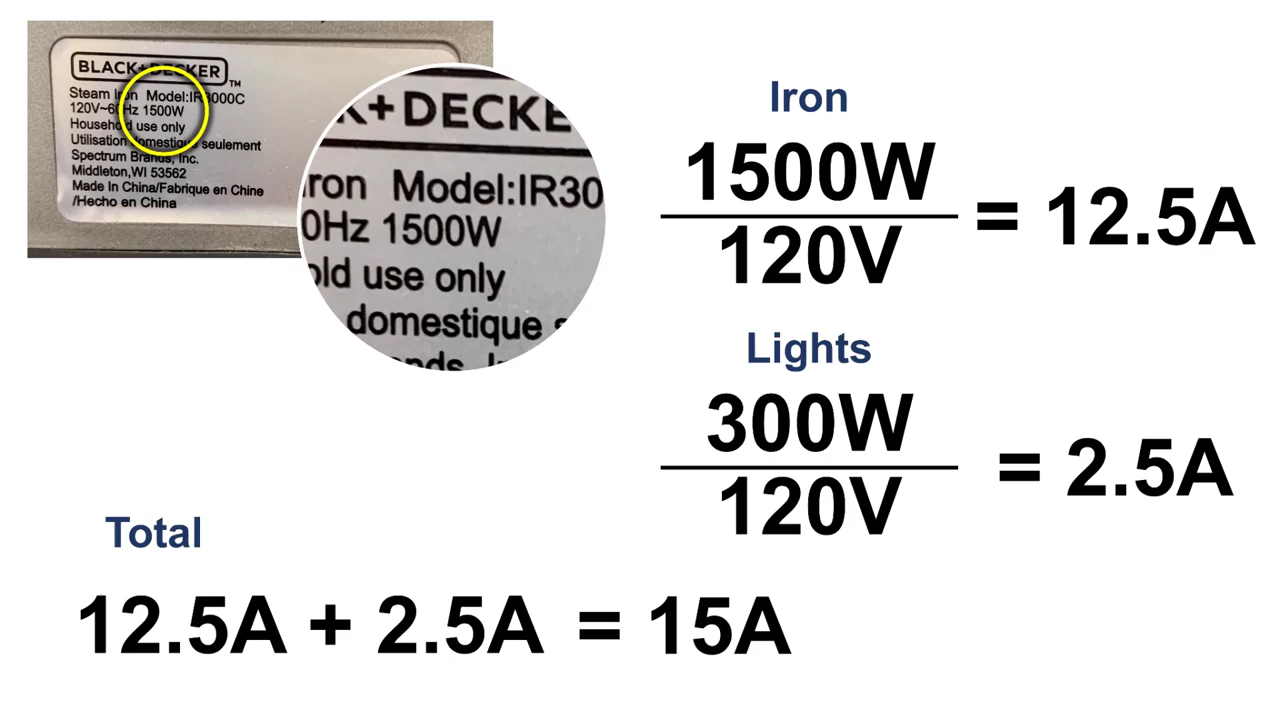 BLACK+DECKER™
Steam Iron Model:IR3000C
120V~60Hz 1500W
Household use only
Utilisation domestique seulement
Spectrum Brands, Inc.
Middleton,WI 53562
Made In China/Fabrique en Chine
/Hecho en China
K+DECKE
Iron Model:IR30
0Hz 1500W
old use only
domestique s
nds, I
Iron
1500W
120V
= 12.5A
Lights
300W
120V
= 2.5A
Total
12.5A + 2.5A = 15A